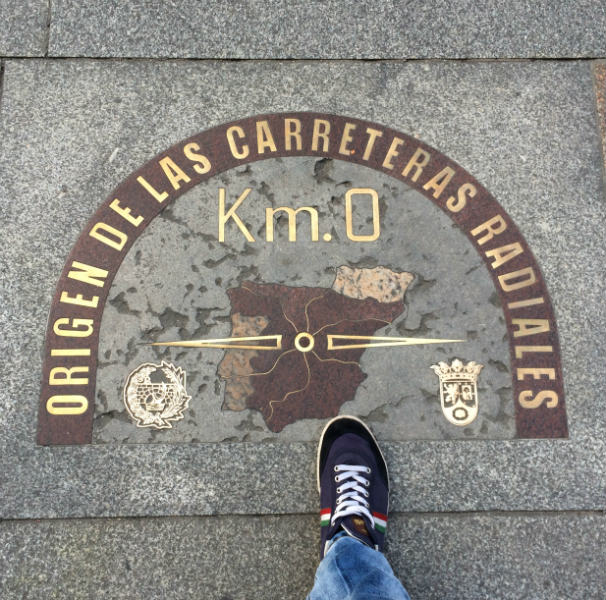 ORIGEN DE LAS CARRETERAS RADIALES
Km. 0